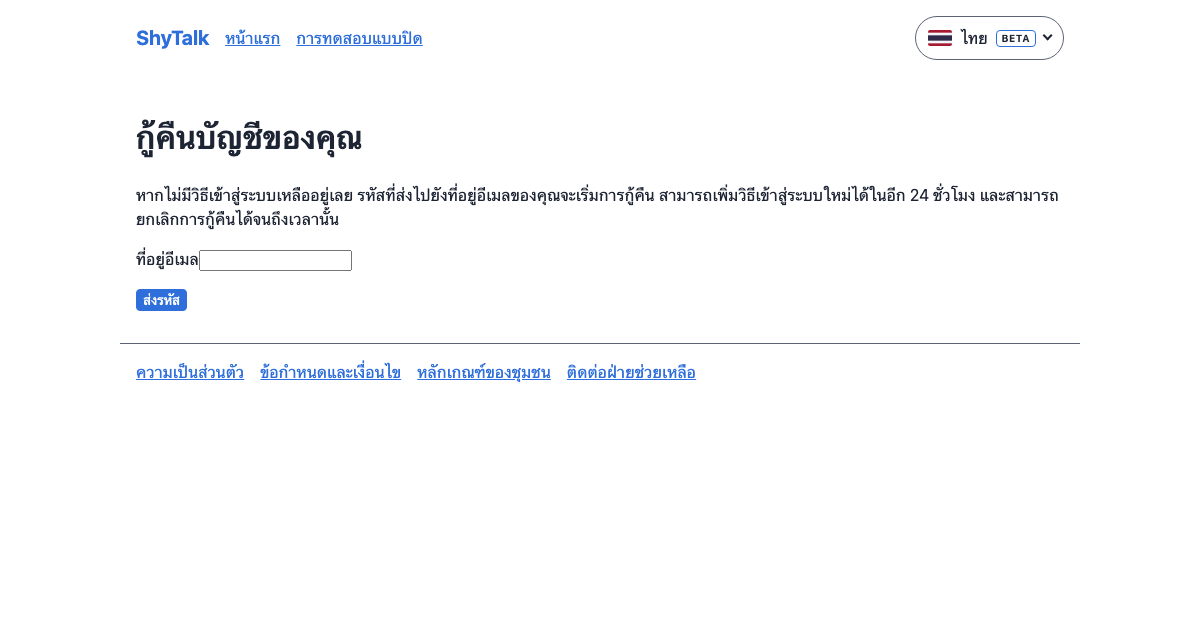 ShyTalk หน้าแรก การทดสอบแบบปิด ไทย BETA
กู้คืนบัญชีของคุณ
หากไม่มีวิธีเข้าสู่ระบบเหลืออยู่เลย รหัสที่ส่งไปยังที่อยู่อีเมลของคุณจะเริ่มการกู้คืน สามารถเพิ่มวิธีเข้าสู่ระบบใหม่ได้ในอีก 24 ชั่วโมง และสามารถ
ยกเลิกการกู้คืนได้จนถึงเวลานั้น
ที่อยู่อีเมล
ส่งรหัส
ความเป็นส่วนตัว ข้อกำหนดและเงื่อนไข หลักเกณฑ์ของชุมชน ติดต่อฝ่ายช่วยเหลือ